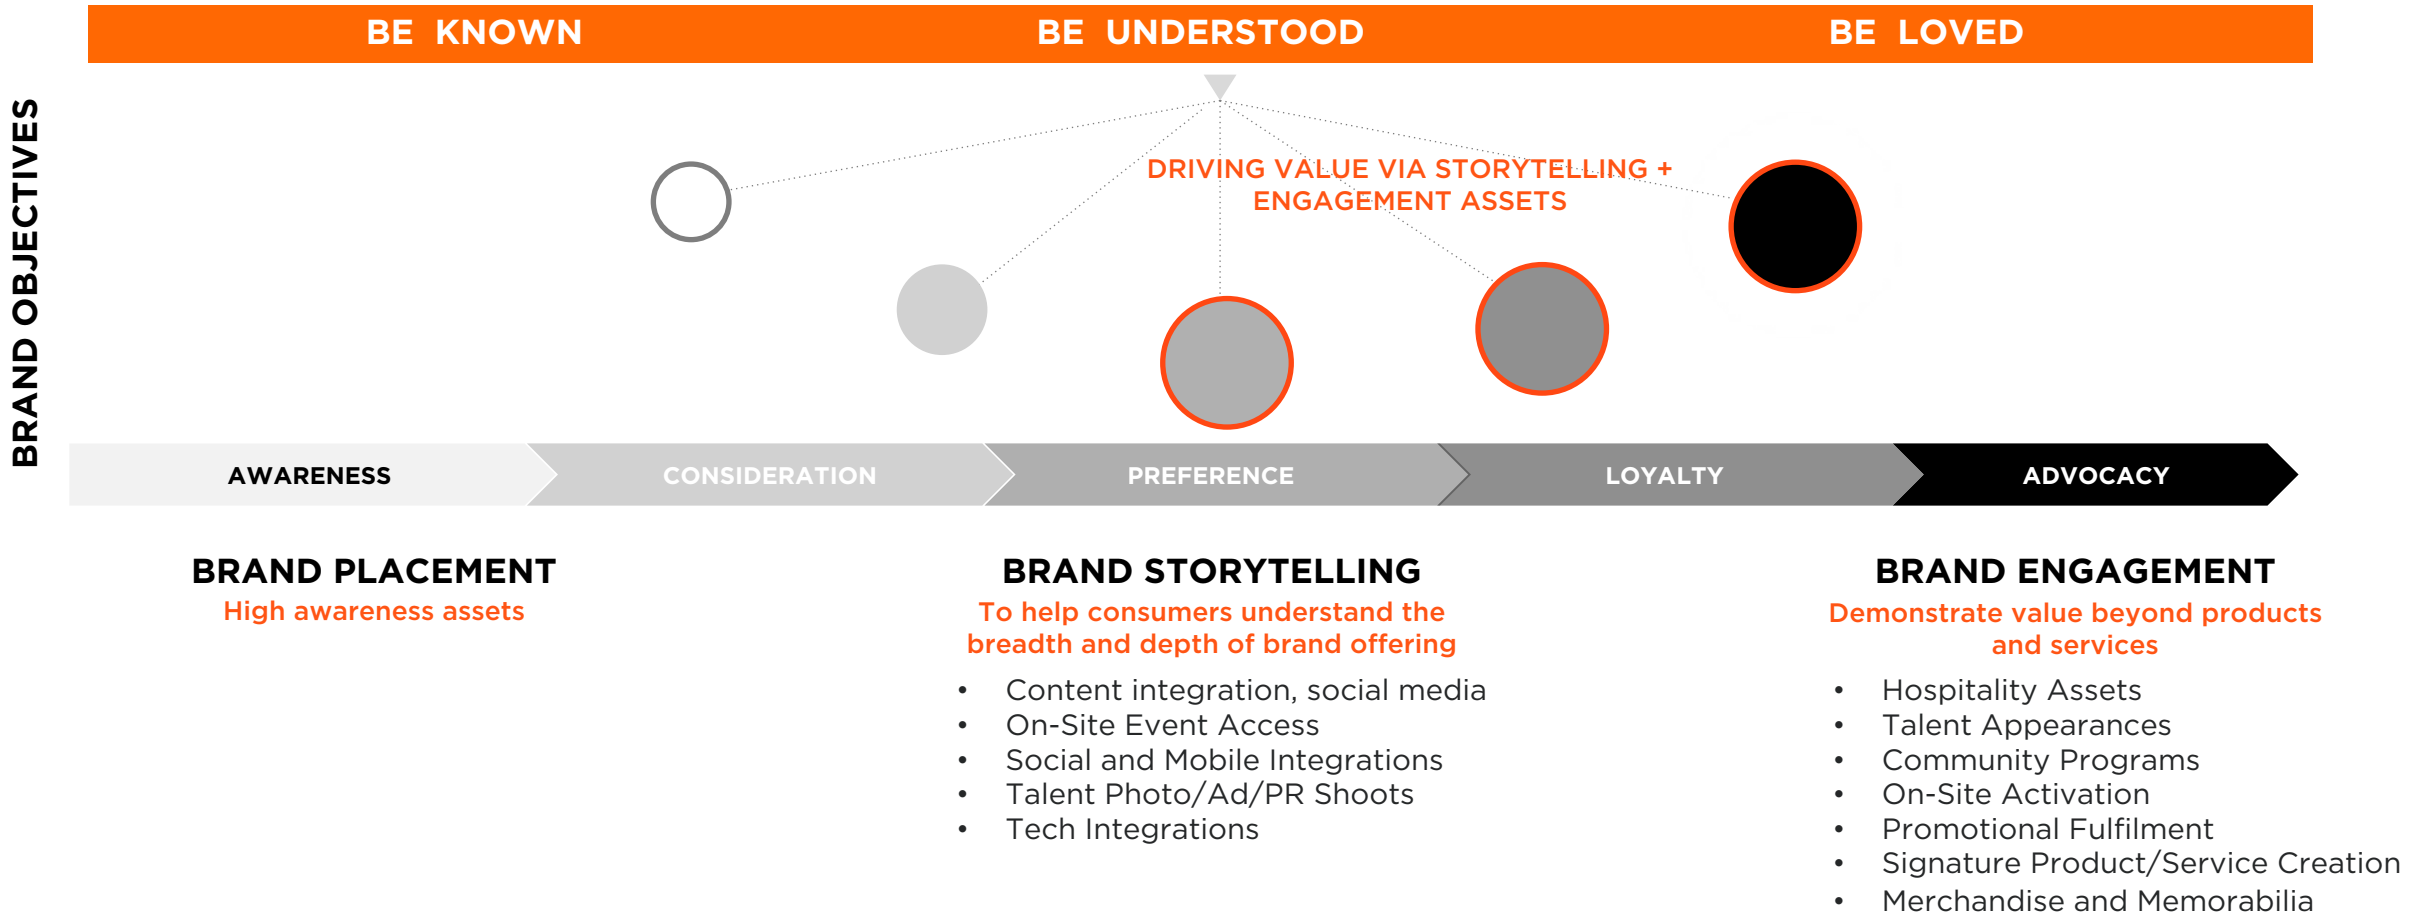 BE KNOWN
BE UNDERSTOOD
BE LOVED
BRAND OBJECTIVES
DRIVING VALUE VIA STORYTELLING +
ENGAGEMENT ASSETS
AWARENESS
CONSIDERATION
PREFERENCE
LOYALTY
ADVOCACY
BRAND PLACEMENT
High awareness assets
BRAND STORYTELLING
To help consumers understand the
breadth and depth of brand offering
• Content integration, social media
• On-Site Event Access
• Social and Mobile Integrations
• Talent Photo/Ad/PR Shoots
• Tech Integrations
BRAND ENGAGEMENT
Demonstrate value beyond products
and services
• Hospitality Assets
• Talent Appearances
• Community Programs
• On-Site Activation
• Promotional Fulfilment
• Signature Product/Service Creation
• Merchandise and Memorabilia